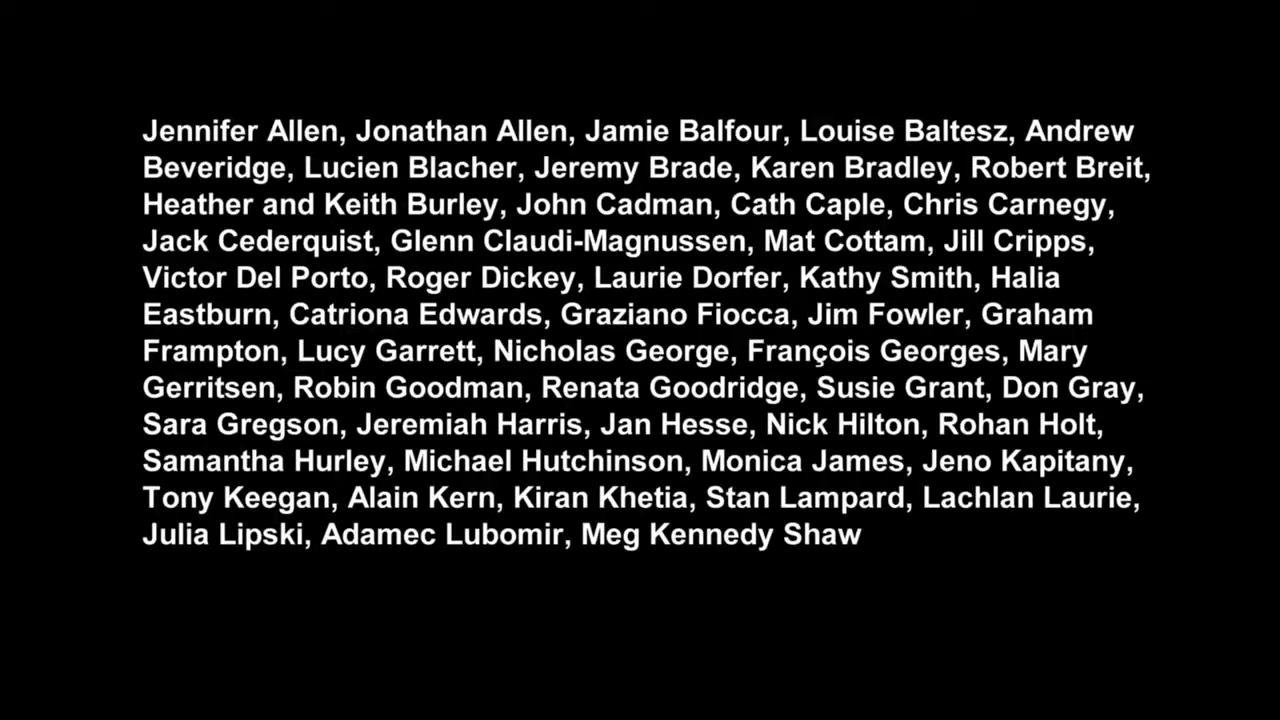 Jennifer Allen, Jonathan Allen, Jamie Balfour, Louise Baltesz, Andrew
Beveridge, Lucien Blacher, Jeremy Brade, Karen Bradley, Robert Breit,
Heather and Keith Burley, John Cadman, Cath Caple, Chris Carnegy,
Jack Cederquist, Glenn Claudi-Magnussen, Mat Cottam, Jill Cripps,
Victor Del Porto, Roger Dickey, Laurie Dorfer, Kathy Smith, Halia
Eastburn, Catriona Edwards, Graziano Fiocca, Jim Fowler, Graham
Frampton, Lucy Garrett, Nicholas George, François Georges, Mary
Gerritsen, Robin Goodman, Renata Goodridge, Susie Grant, Don Gray,
Sara Gregson, Jeremiah Harris, Jan Hesse, Nick Hilton, Rohan Holt,
Samantha Hurley, Michael Hutchinson, Monica James, Jeno Kapitany,
Tony Keegan, Alain Kern, Kiran Khetia, Stan Lampard, Lachlan Laurie,
Julia Lipski, Adamec Lubomir, Meg Kennedy Shaw